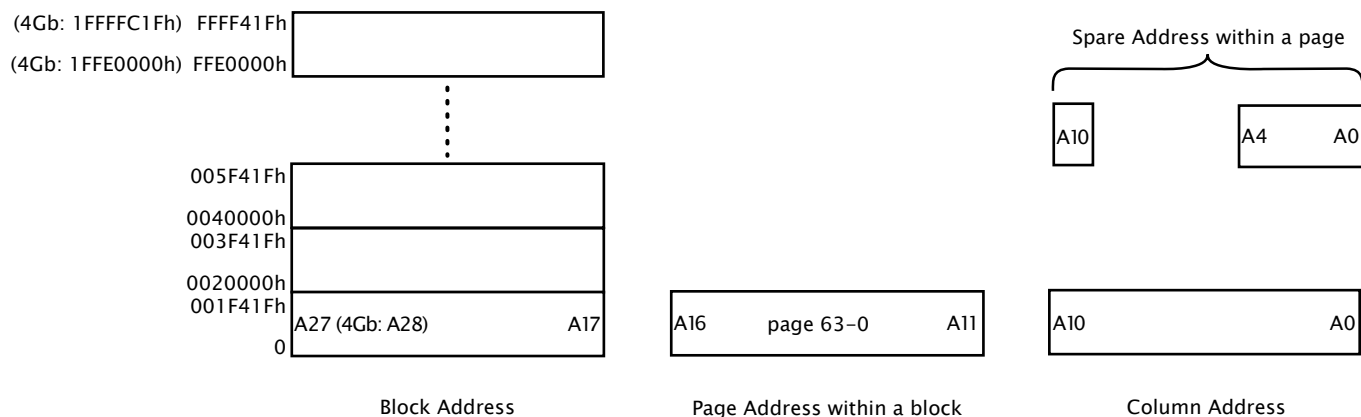 (4Gb: 1FFFFC1Fh) FFFF41Fh
(4Gb: 1FFE0000h) FFE0000h
Spare Address within a page
A10
A4 A0
005F41Fh
0040000h
003F41Fh
0020000h
001F41Fh
A27 (4Gb: A28) A17
0
A16 page 63-0 A11
A10 A0
Block Address
Page Address within a block
Column Address